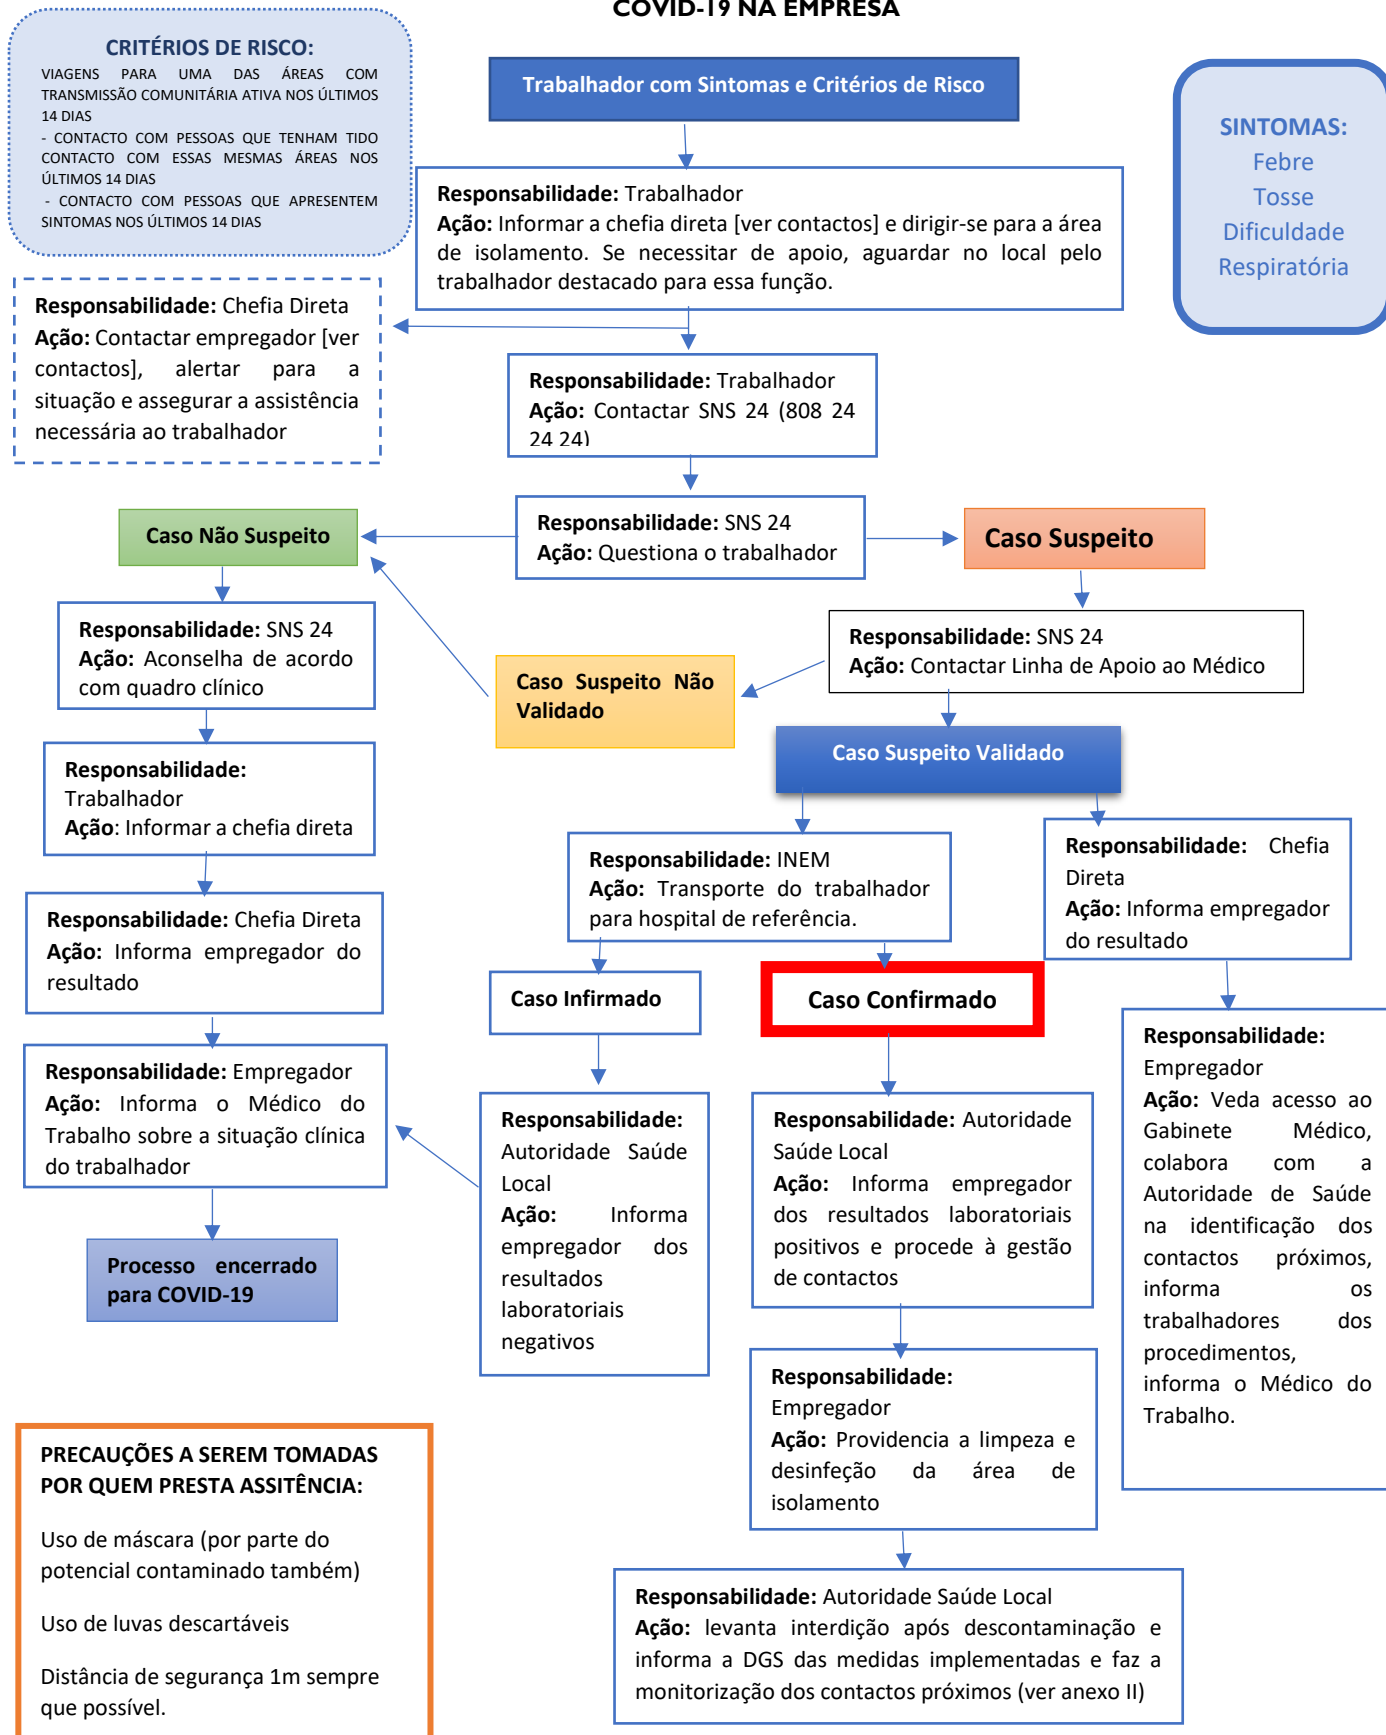 COVID-19 NA EMPRESA
CRITÉRIOS DE RISCO:
VIAGENS PARA UMA DAS ÁREAS COM
TRANSMISSÃO COMUNITÁRIA ATIVA NOS ÚLTIMOS
14 DIAS
- CONTACTO COM PESSOAS QUE TENHAM TIDO
CONTACTO COM ESSAS MESMAS ÁREAS NOS
ÚLTIMOS 14 DIAS
- CONTACTO COM PESSOAS QUE APRESENTEM
SINTOMAS NOS ÚLTIMOS 14 DIAS
Trabalhador com Sintomas e Critérios de Risco
SINTOMAS:
Febre
Tosse
Dificuldade
Respiratória
Responsabilidade: Trabalhador
Ação: Informar a chefia direta [ver contactos] e dirigir-se para a área
de isolamento. Se necessitar de apoio, aguardar no local pelo
trabalhador destacado para essa função.
Responsabilidade: Chefia Direta
Ação: Contactar empregador [ver
contactos], alertar para a
situação e assegurar a assistência
necessária ao trabalhador
Responsabilidade: Trabalhador
Ação: Contactar SNS 24 (808 24
24 24)
Responsabilidade: SNS 24
Ação: Questiona o trabalhador
Caso Não Suspeito
Caso Suspeito
Responsabilidade: SNS 24
Ação: Aconselha de acordo
com quadro clínico
Responsabilidade: SNS 24
Ação: Contactar Linha de Apoio ao Médico
Caso Suspeito Não
Validado
Caso Suspeito Validado
Responsabilidade:
Trabalhador
Ação: Informar a chefia direta
Responsabilidade: INEM
Ação: Transporte do trabalhador
para hospital de referência.
Responsabilidade: Chefia
Direta
Ação: Informa empregador
do resultado
Responsabilidade: Chefia Direta
Ação: Informa empregador do
resultado
Caso Infirmado
Caso Confirmado
Responsabilidade: Empregador
Ação: Informa o Médico do
Trabalho sobre a situação clínica
do trabalhador
Responsabilidade:
Autoridade Saúde
Local
Ação: Informa
empregador dos
resultados
laboratoriais
negativos
Responsabilidade: Autoridade
Saúde Local
Ação: Informa empregador
dos resultados laboratoriais
positivos e procede à gestão
de contactos
Responsabilidade:
Empregador
Ação: Veda acesso ao
Gabinete Médico,
colabora com a
Autoridade de Saúde
na identificação dos
contactos próximos,
informa os
trabalhadores dos
procedimentos,
informa o Médico do
Trabalho.
Processo encerrado
para COVID-19
Responsabilidade:
Empregador
Ação: Providencia a limpeza e
desinfeção da área de
isolamento
PRECAUÇÕES A SEREM TOMADAS
POR QUEM PRESTA ASSITÊNCIA:
Uso de máscara (por parte do
potencial contaminado também)
Uso de luvas descartáveis
Distância de segurança 1m sempre
que possível.
Responsabilidade: Autoridade Saúde Local
Ação: levanta interdição após descontaminação e
informa a DGS das medidas implementadas e faz a
monitorização dos contactos próximos (ver anexo II)